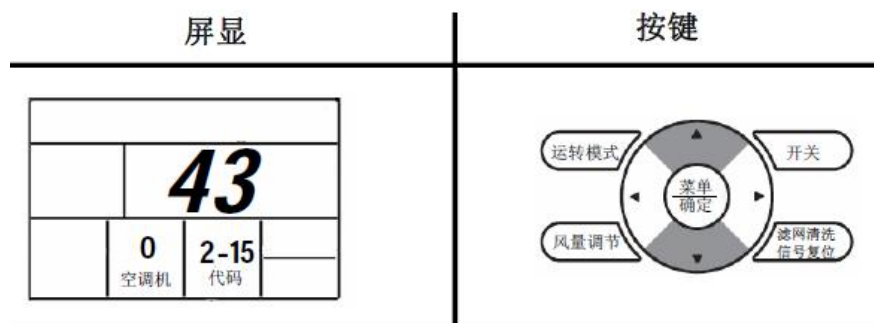 屏显
按键
43
0
空调机
2-15
代码
运转模式
开关
菜单
确定
风量调节
滤网清洗
信号复位